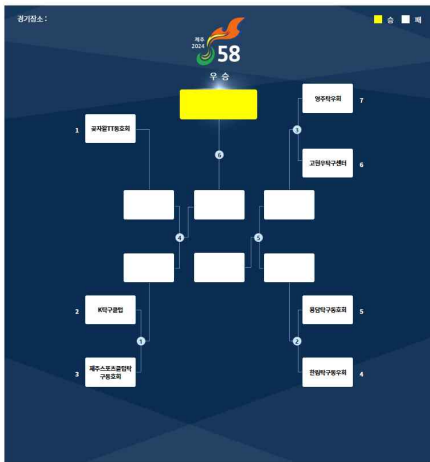 경기장소 :
승 패
제주
2024
58
우 승
영주탁우회 7
3
1 곶자왈TT동호회
고원우탁구센터 6
6
4
5
2 K탁구클럽
용담탁구동호회 5
1
2
3 제주스포츠클럽탁
구동호회
한림탁구동우회 4